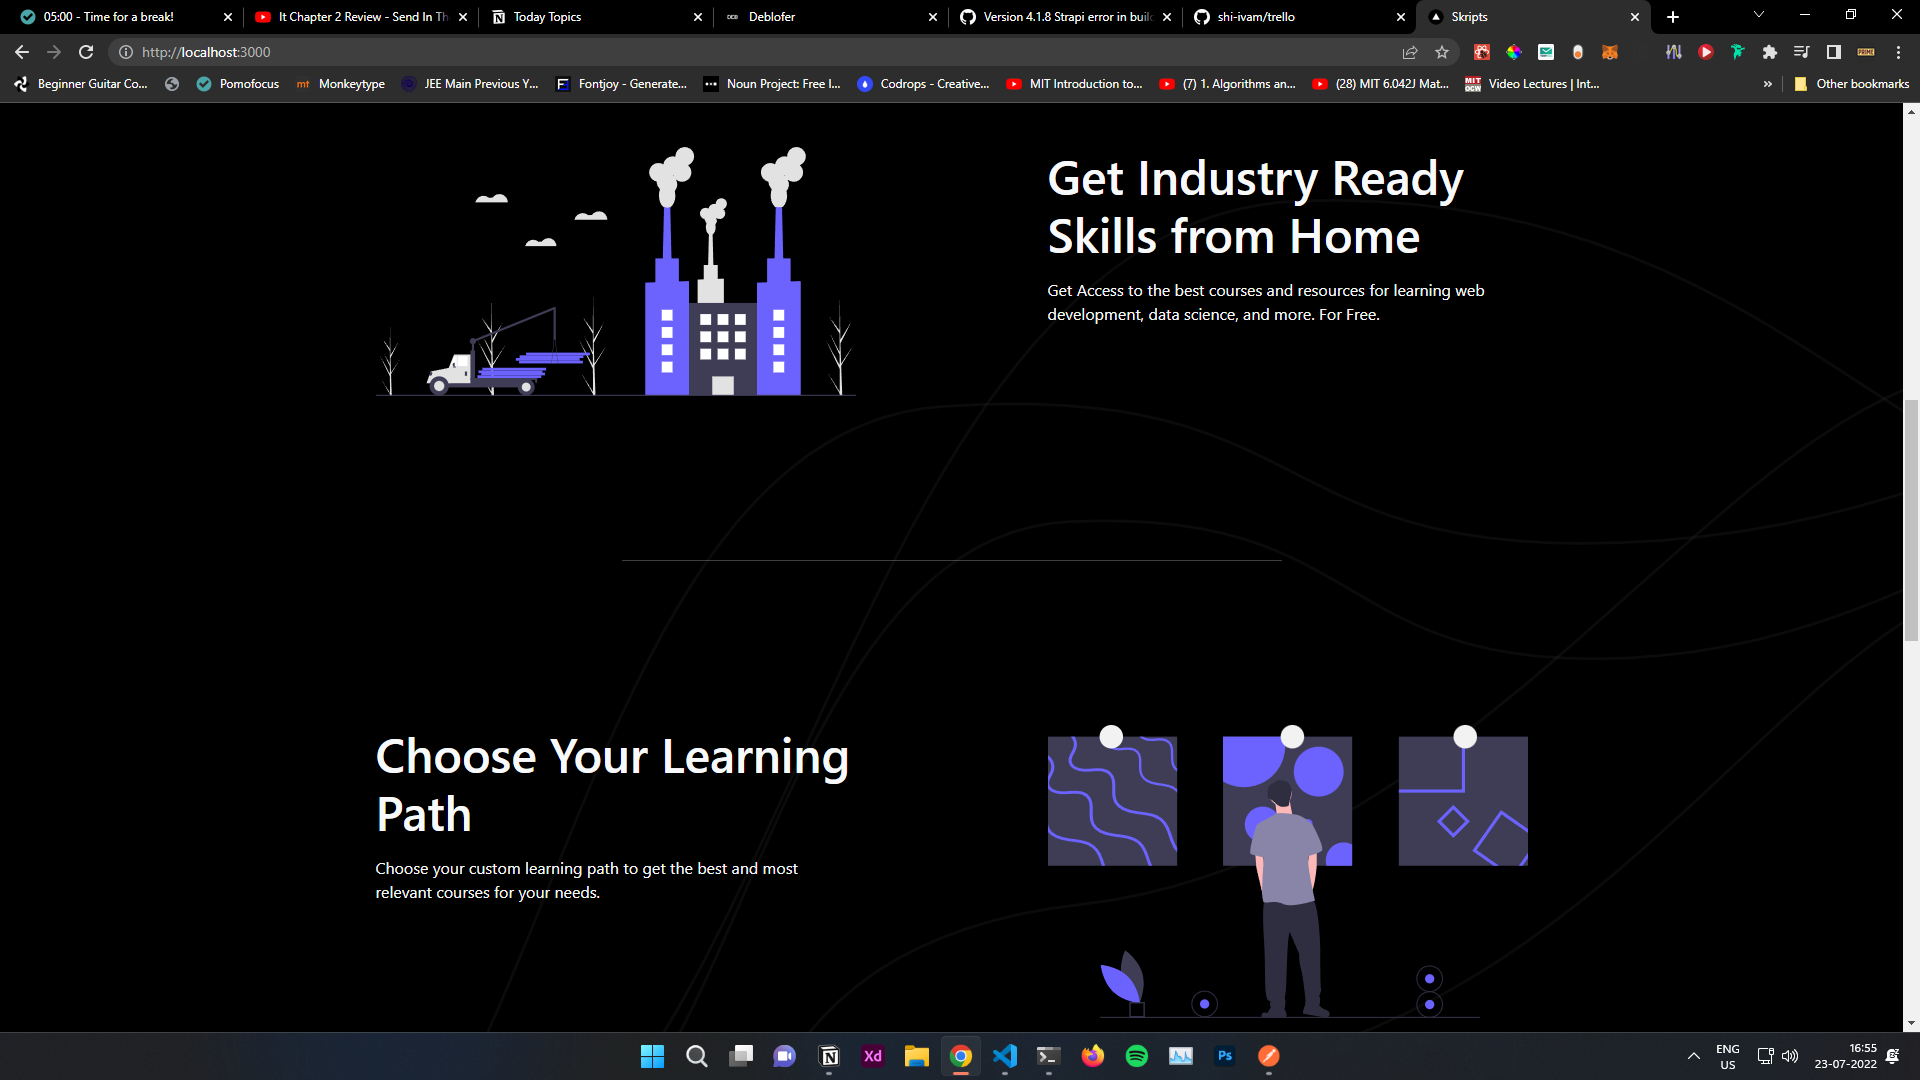 05:00 - Time for a break!
It Chapter 2 Review - Send In Th
Today Topics
Deblofer
Version 4.1.8 Strapi error in buil
shi-ivam/trello
Skripts
http://localhost:3000
Beginner Guitar Co...
Pomofocus
mt
Monkeytype
JEE Main Previous Y...
Fontjoy - Generate...
Noun Project: Free I...
Codrops - Creative...
MIT Introduction to...
(7) 1. Algorithms an...
(28) MIT 6.042J Mat...
Video Lectures | Int...
»
Other bookmarks
Get Industry Ready
Skills from Home
Get Access to the best courses and resources for learning web
development, data science, and more. For Free.
Choose Your Learning
Path
Choose your custom learning path to get the best and most
relevant courses for your needs.
Xd
Ps
ENG
US
16:55
23-07-2022